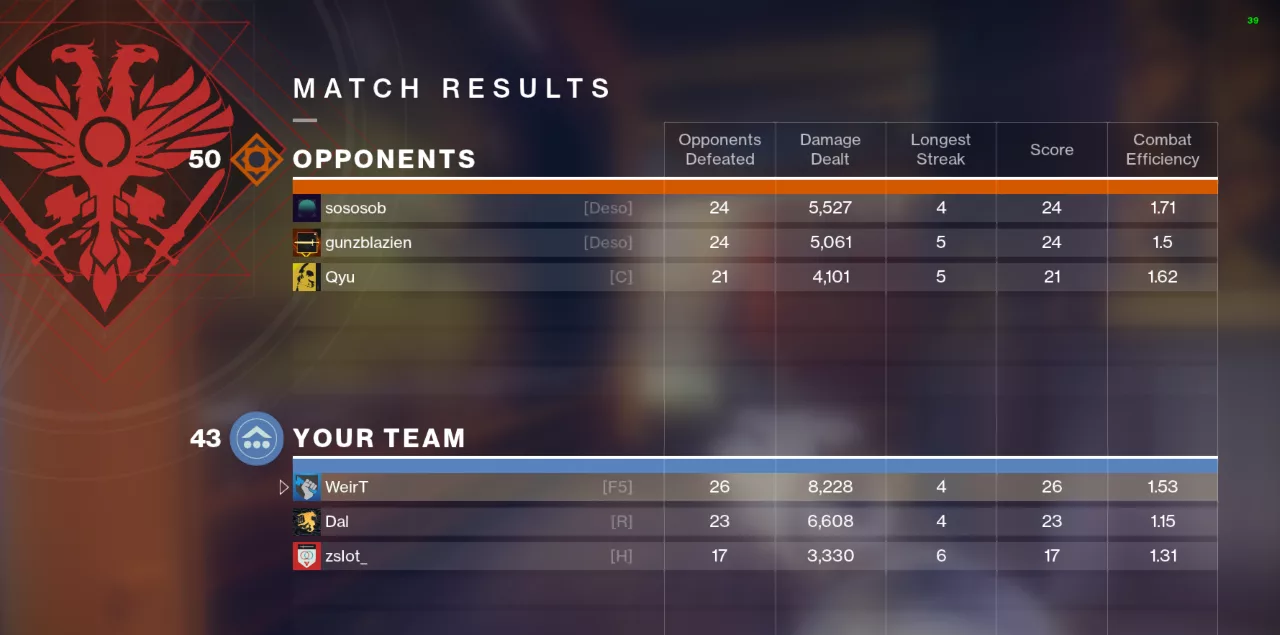 39
MATCH RESULTS
Opponents Defeated Damage Dealt Longest Streak Score Combat Efficiency
50 OPPONENTS
sososob [Deso] 24 5,527 4 24 1.71
gunzblazien [Deso] 24 5,061 5 24 1.5
Qyu [C] 21 4,101 5 21 1.62
43 YOUR TEAM
WeirT [F5] 26 8,228 4 26 1.53
Dal [R] 23 6,608 4 23 1.15
zslot_ [H] 17 3,330 6 17 1.31